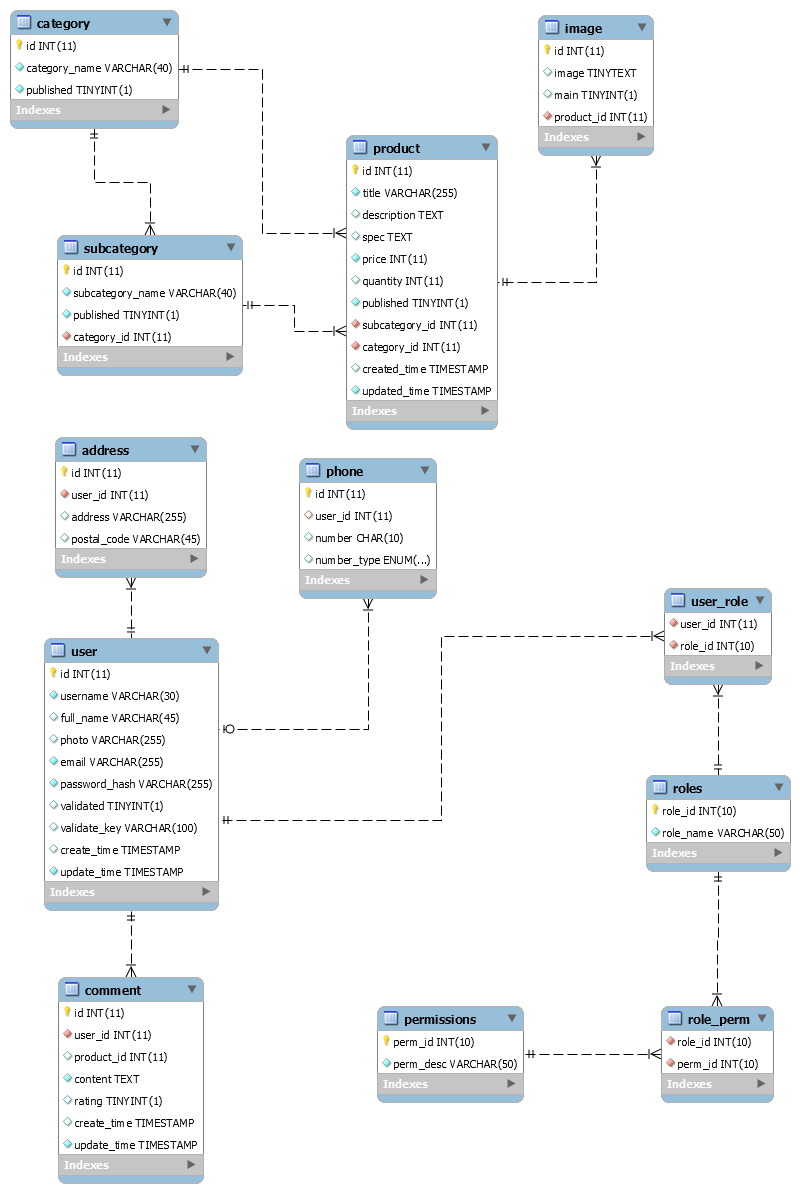 category
id INT(11)
category_name VARCHAR(40)
published TINYINT(1)
Indexes
image
id INT(11)
image TINYTEXT
main TINYINT(1)
product_id INT(11)
Indexes
product
id INT(11)
title VARCHAR(255)
description TEXT
spec TEXT
price INT(11)
quantity INT(11)
published TINYINT(1)
subcategory_id INT(11)
category_id INT(11)
created_time TIMESTAMP
updated_time TIMESTAMP
Indexes
subcategory
id INT(11)
subcategory_name VARCHAR(40)
published TINYINT(1)
category_id INT(11)
Indexes
address
id INT(11)
user_id INT(11)
address VARCHAR(255)
postal_code VARCHAR(45)
Indexes
phone
id INT(11)
user_id INT(11)
number CHAR(10)
number_type ENUM(...)
Indexes
user_role
user_id INT(11)
role_id INT(10)
Indexes
user
id INT(11)
username VARCHAR(30)
full_name VARCHAR(45)
photo VARCHAR(255)
email VARCHAR(255)
password_hash VARCHAR(255)
validated TINYINT(1)
validate_key VARCHAR(100)
create_time TIMESTAMP
update_time TIMESTAMP
Indexes
roles
role_id INT(10)
role_name VARCHAR(50)
Indexes
comment
id INT(11)
user_id INT(11)
product_id INT(11)
content TEXT
rating TINYINT(1)
create_time TIMESTAMP
update_time TIMESTAMP
Indexes
permissions
perm_id INT(10)
perm_desc VARCHAR(50)
Indexes
role_perm
role_id INT(10)
perm_id INT(10)
Indexes